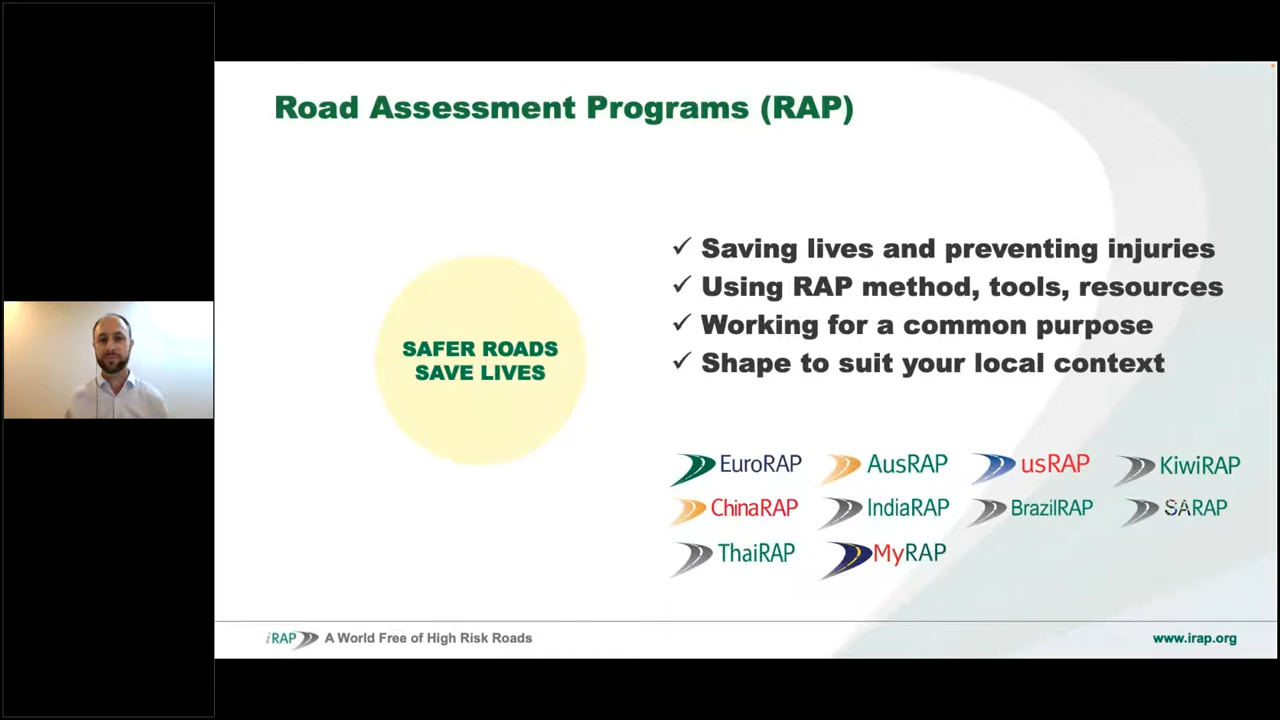 Road Assessment Programs (RAP)
SAFER ROADS
SAVE LIVES
✓ Saving lives and preventing injuries
✓ Using RAP method, tools, resources
✓ Working for a common purpose
✓ Shape to suit your local context
EuroRAP AusRAP usRAP KiwiRAP
ChinaRAP IndiaRAP BrazilRAP SARAP
ThaiRAP MyRAP
iRAP A World Free of High Risk Roads www.irap.org